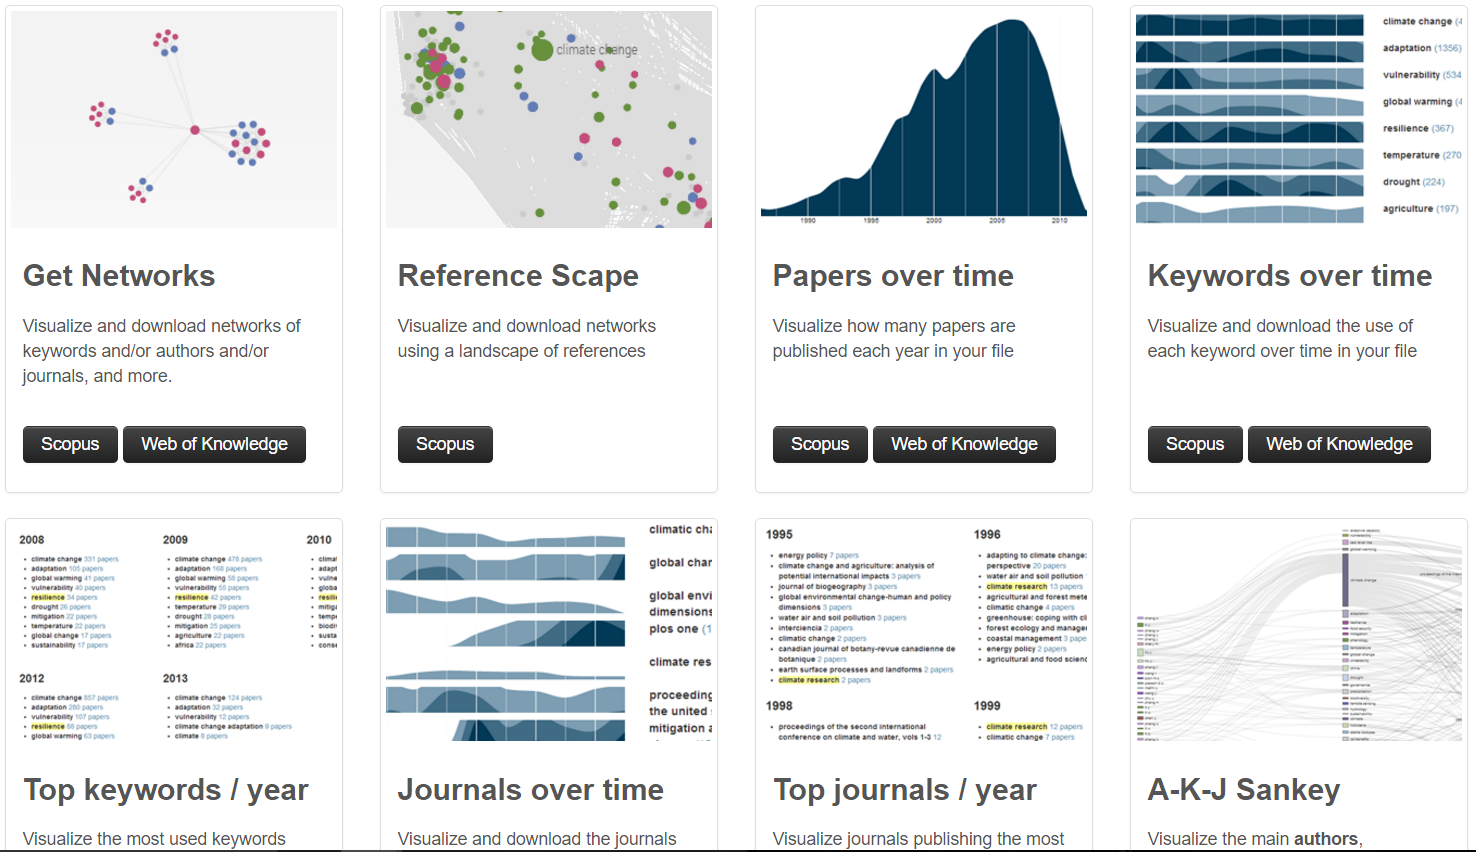 climate change
1990 1995 2000 2005 2010
climate change (4
adaptation (1356)
vulnerability (534
global warming (4
resilience (367)
temperature (270
drought (224)
agriculture (197)
Get Networks
Visualize and download networks of
keywords and/or authors and/or
journals, and more.
Scopus
Web of Knowledge
Reference Scape
Visualize and download networks
using a landscape of references
Scopus
Papers over time
Visualize how many papers are
published each year in your file
Scopus
Web of Knowledge
Keywords over time
Visualize and download the use of
each keyword over time in your file
Scopus
Web of Knowledge
2008
climate change 331 papers
adaptation 105 papers
global warming 41 papers
vulnerability 40 papers
resilience 34 papers
drought 26 papers
mitigation 22 papers
temperature 22 papers
global change 17 papers
sustainability 17 papers
2009
climate change 478 papers
adaptation 168 papers
global warming 58 papers
vulnerability 55 papers
resilience 42 papers
temperature 29 papers
drought 28 papers
mitigation 25 papers
agriculture 22 papers
africa 22 papers
2010
climat
adapta
vulne
global
resili
mitiga
temp
biodiv
susta
conse
2012
climate change 857 papers
adaptation 280 papers
vulnerability 107 papers
resilience 88 papers
global warming 63 papers
2013
climate change 124 papers
adaptation 32 papers
vulnerability 12 papers
climate change adaptation 9 papers
climate 8 papers
Top keywords / year
Visualize the most used keywords
climatic cha
global char
global envi
dimensions
plos one (1
climate res
proceeding
the united s
mitigation a
Journals over time
Visualize and download the journals
1995
energy policy 7 papers
climate change and agriculture: analysis of
potential international impacts 3 papers
journal of biogeography 3 papers
global environmental change-human and policy
dimensions 3 papers
water air and soil pollution 3 papers
interciencia 2 papers
climatic change 2 papers
canadian journal of botany-revue canadienne de
botanique 2 papers
earth surface processes and landforms 2 papers
climate research 2 papers
1996
adapting to climate change:
perspective 20 papers
water air and soil pollution
climate research 13 papers
agricultural and forest mete
climatic change 4 papers
greenhouse: coping with cli
forest ecology and manager
coastal management 3 pape
energy policy 2 papers
agricultural and food scienc
1998
proceedings of the second international
conference on climate and water, vols 1-3 12
1999
climate research 12 papers
climatic change 7 papers
Top journals / year
Visualize journals publishing the most
A-K-J Sankey
Visualize the main authors,